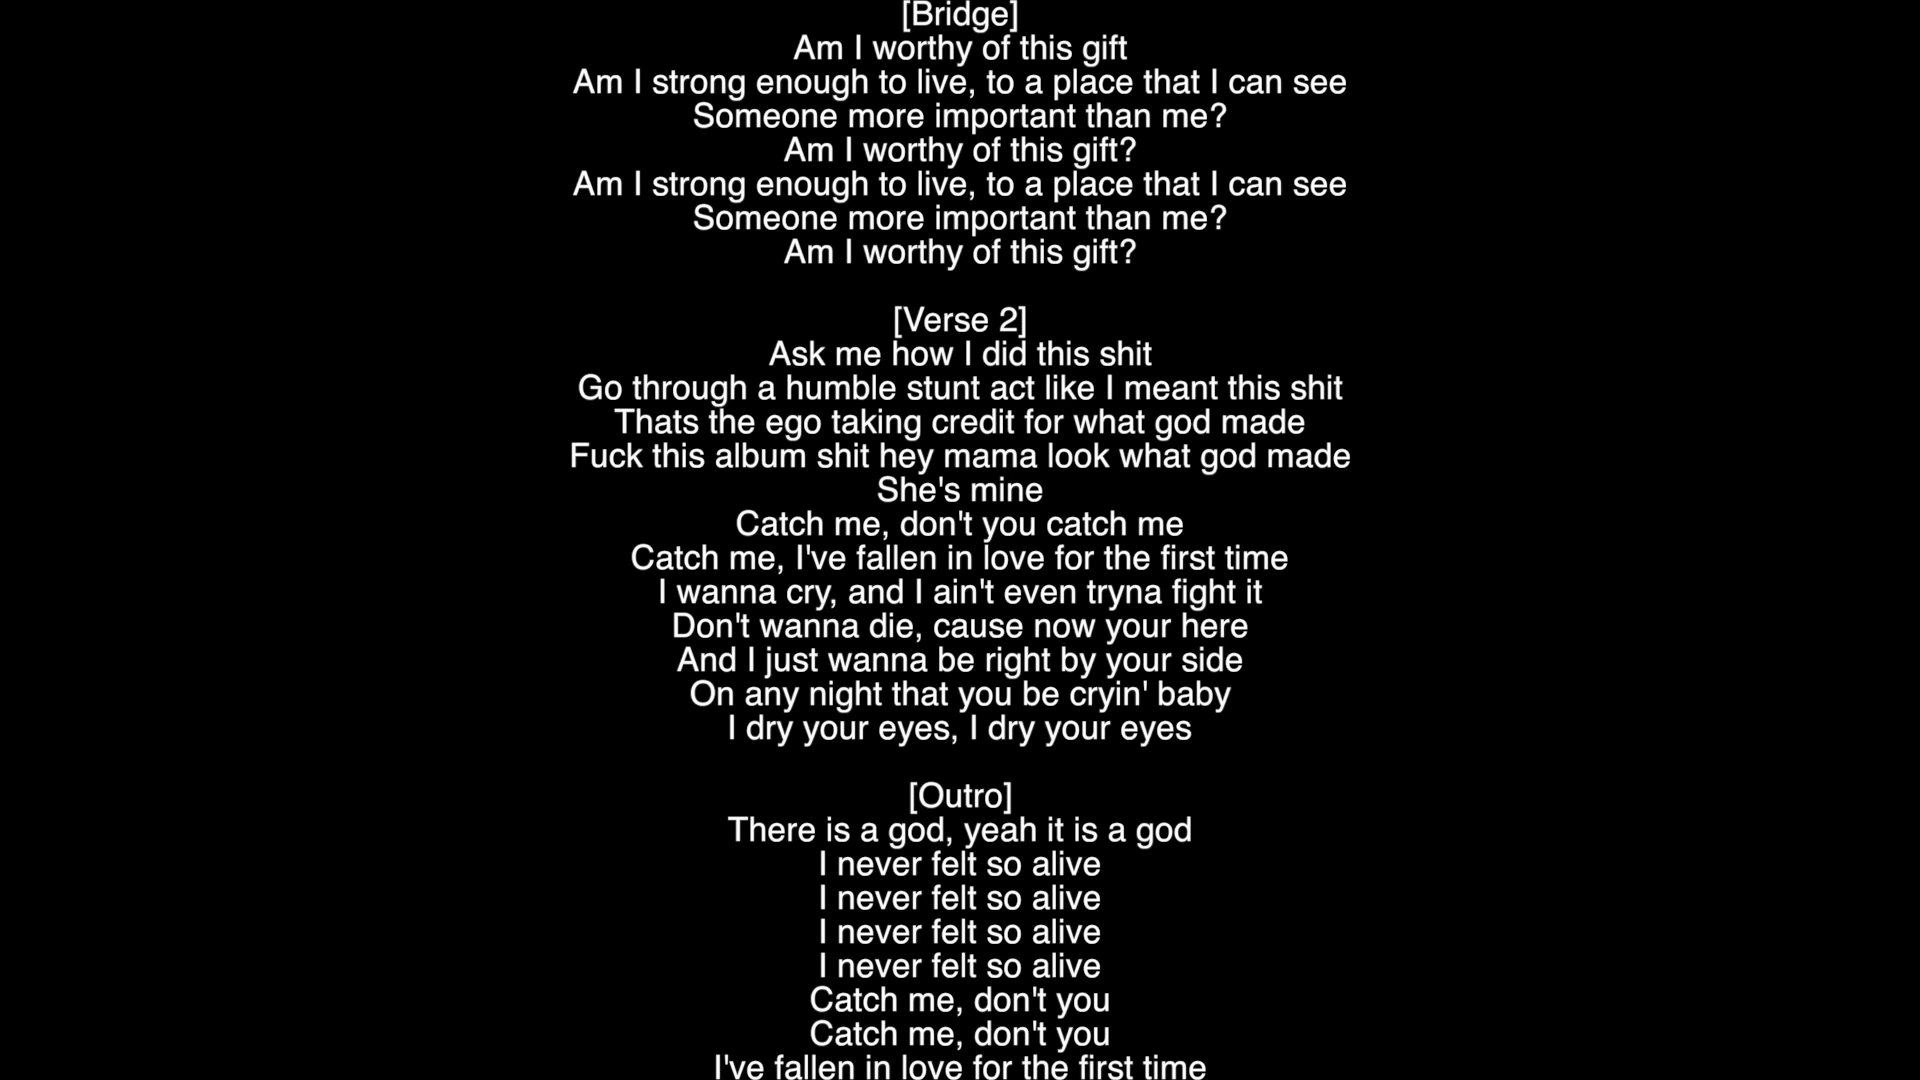 [Bridge]
Am I worthy of this gift
Am I strong enough to live, to a place that I can see
Someone more important than me?
Am I worthy of this gift?
Am I strong enough to live, to a place that I can see
Someone more important than me?
Am I worthy of this gift?
[Verse 2]
Ask me how I did this shit
Go through a humble stunt act like I meant this shit
Thats the ego taking credit for what god made
Fuck this album shit hey mama look what god made
She's mine
Catch me, don't you catch me
Catch me, I've fallen in love for the first time
I wanna cry, and I ain't even tryna fight it
Don't wanna die, cause now your here
And I just wanna be right by your side
On any night that you be cryin' baby
I dry your eyes, I dry your eyes
[Outro]
There is a god, yeah it is a god
I never felt so alive
I never felt so alive
I never felt so alive
I never felt so alive
Catch me, don't you
Catch me, don't you
I've fallen in love for the first time